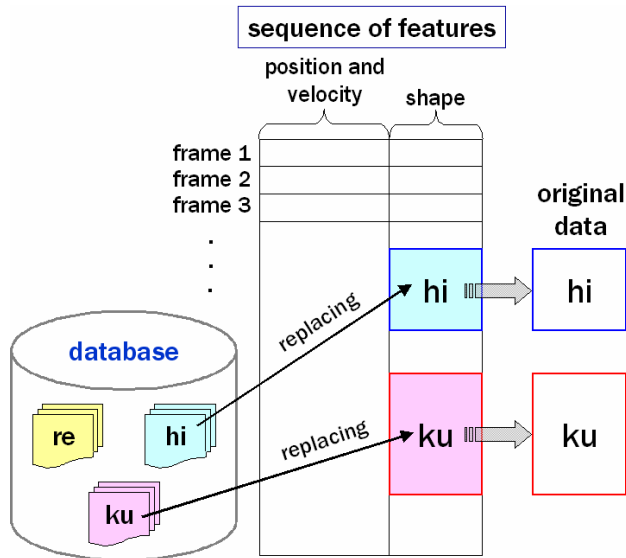 sequence of features
position and
velocity
shape
frame 1
frame 2
frame 3
original
data
hi
hi
replacing
database
re
hi
replacing
ku
ku
ku